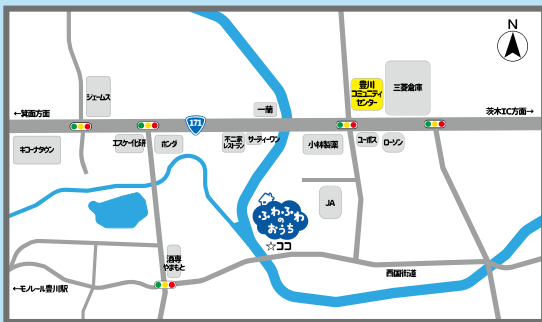 N
豊川
コミュニティ
センター
三菱倉庫
ジェームス
一蘭
←箕面方面
171
茨木IC方面→
キコーナタウン
エスケー化研
ホンダ
不二家
レストラン
サーティーワン
小林製薬
ユーポス
ローソン
JA
ふわふわ
の
おうち
☆ココ
酒専
やまもと
西国街道
←モノレール豊川駅